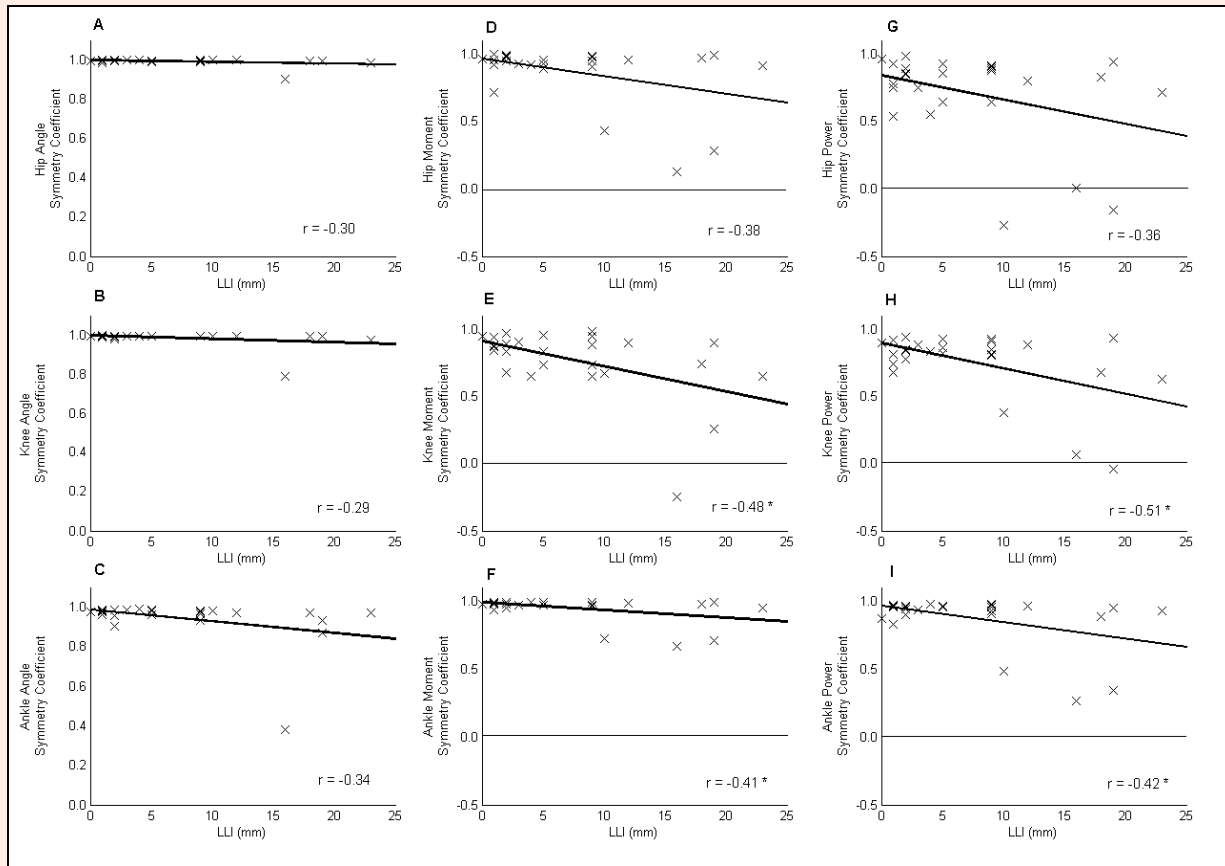 A
Hip Angle
Symmetry Coefficient
1.0
0.8
0.6
0.4
0.2
0.0
r = -0.30
0 5 10 15 20 25
LLI (mm)
D
Hip Moment
Symmetry Coefficient
1.0
0.5
0.0
-0.5
r = -0.38
0 5 10 15 20 25
LLI (mm)
G
Hip Power
Symmetry Coefficient
1.0
0.5
0.0
-0.5
r = -0.36
0 5 10 15 20 25
LLI (mm)
B
Knee Angle
Symmetry Coefficient
1.0
0.8
0.6
0.4
0.2
0.0
r = -0.29
0 5 10 15 20 25
LLI (mm)
E
Knee Moment
Symmetry Coefficient
1.0
0.5
0.0
-0.5
r = -0.48 *
0 5 10 15 20 25
LLI (mm)
H
Knee Power
Symmetry Coefficient
1.0
0.5
0.0
-0.5
r = -0.51 *
0 5 10 15 20 25
LLI (mm)
C
Ankle Angle
Symmetry Coefficient
1.0
0.8
0.6
0.4
0.2
0.0
r = -0.34
0 5 10 15 20 25
LLI (mm)
F
Ankle Moment
Symmetry Coefficient
1.0
0.5
0.0
-0.5
r = -0.41 *
0 5 10 15 20 25
LLI (mm)
I
Ankle Power
Symmetry Coefficient
1.0
0.5
0.0
-0.5
r = -0.42 *
0 5 10 15 20 25
LLI (mm)